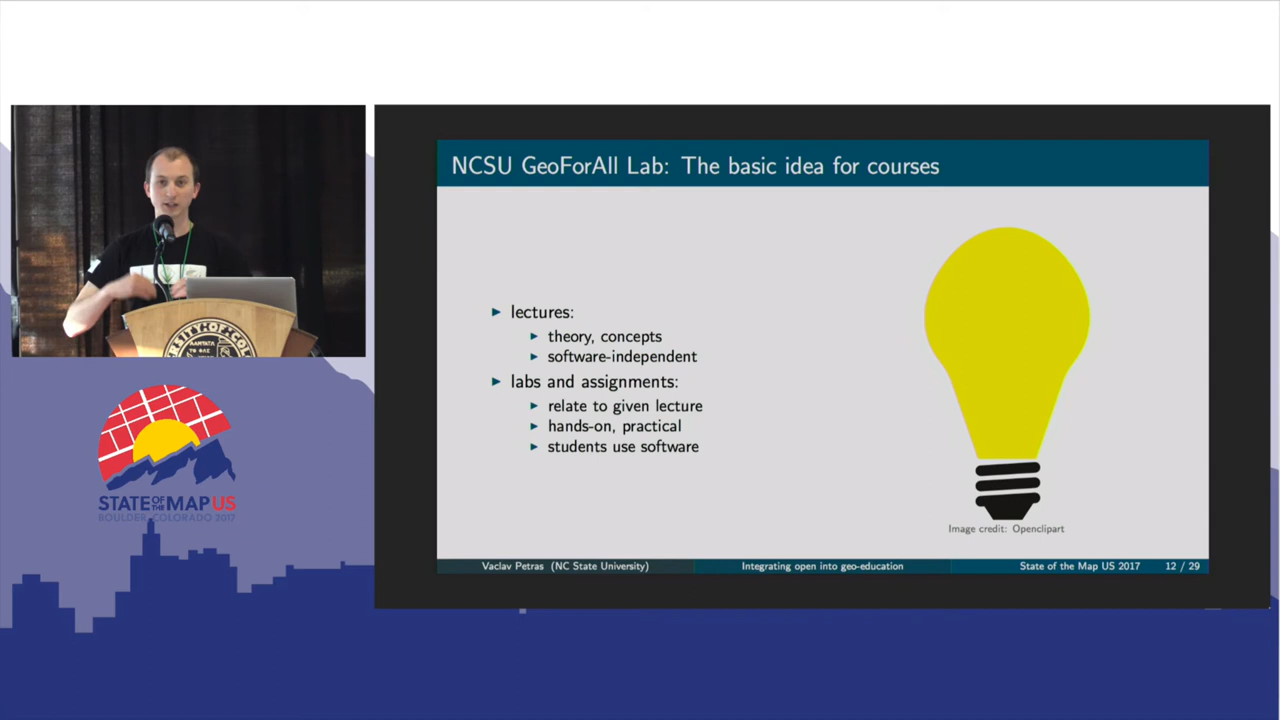 NCSU GeoForAll Lab: The basic idea for courses
lectures:
theory, concepts
software-independent
labs and assignments:
relate to given lecture
hands-on, practical
students use software
Image credit: Openclipart
Vaclav Petras (NC State University)
Integrating open into geo-education
State of the Map US 2017
12 / 29
STATE OF THE MAP US
BOULDER, COLORADO 2017